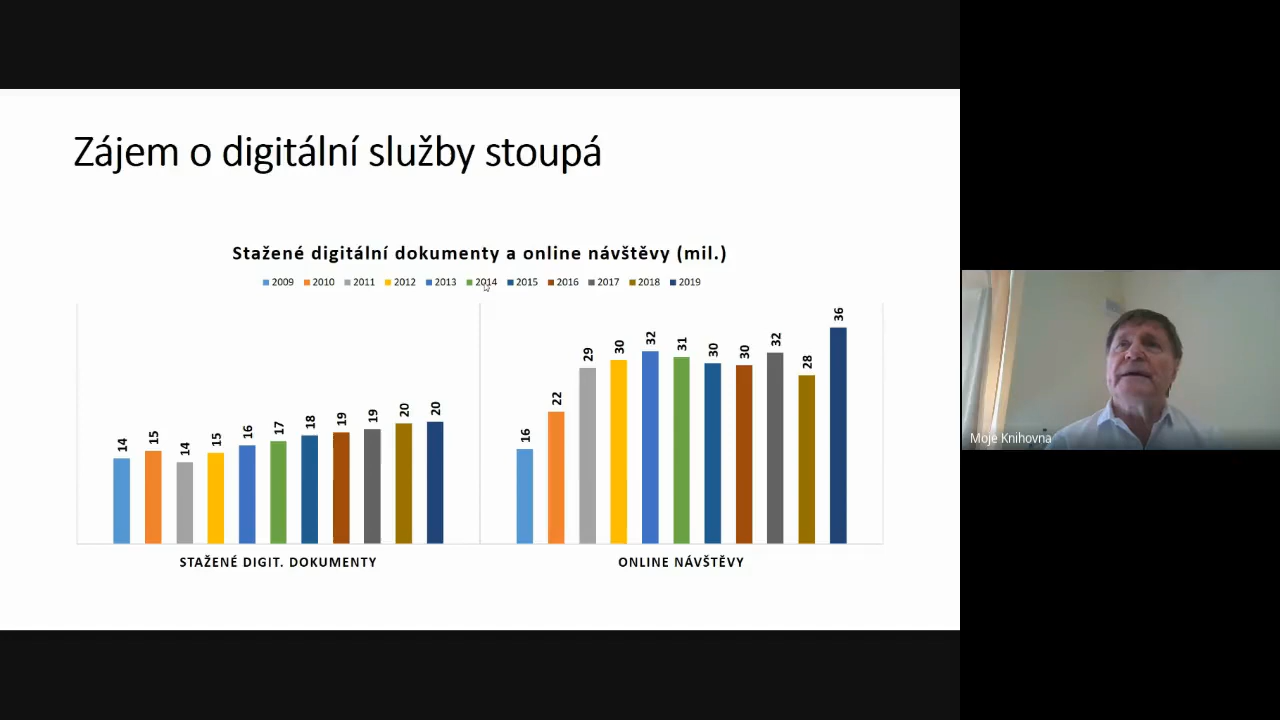 Zájem o digitální služby stoupá
Stažené digitální dokumenty a online návštěvy (mil.)
2009 2010 2011 2012 2013 2014 2015 2016 2017 2018 2019
14 15 14 15 16 17 18 19 19 20 20
16 22 29 30 32 31 30 30 32 28 36
STAŽENÉ DIGIT. DOKUMENTY
ONLINE NÁVŠTĚVY
Moje Knihovna